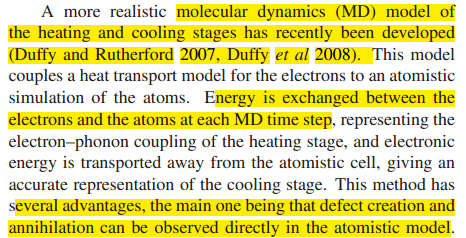 A more realistic molecular dynamics (MD) model of
the heating and cooling stages has recently been developed
(Duffy and Rutherford 2007, Duffy et al 2008). This model
couples a heat transport model for the electrons to an atomistic
simulation of the atoms. Energy is exchanged between the
electrons and the atoms at each MD time step, representing the
electron–phonon coupling of the heating stage, and electronic
energy is transported away from the atomistic cell, giving an
accurate representation of the cooling stage. This method has
several advantages, the main one being that defect creation and
annihilation can be observed directly in the atomistic model.